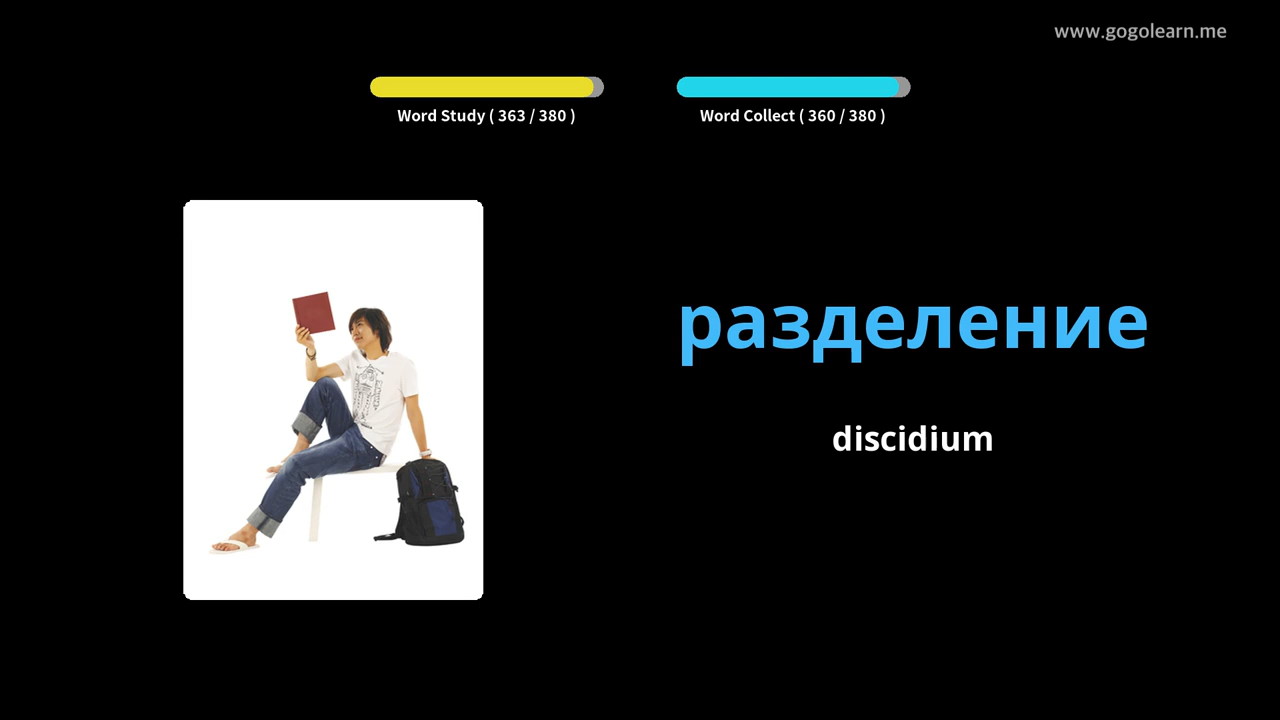 www.gogolearn.me
Word Study ( 363 / 380 )
Word Collect ( 360 / 380 )
разделение
discidium